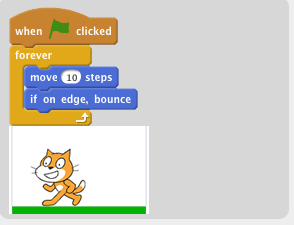 when clicked
forever
move 10 steps
if on edge, bounce